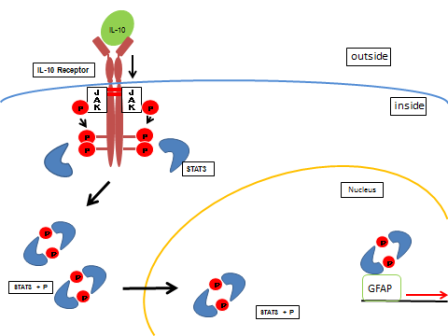 IL-10
outside
IL-10 Receptor
JAK
JAK
inside
P
P
P
P
P
P
STAT3
Nucleus
P
P
P
P
P
P
P
P
STAT3 + P
STAT3 + P
GFAP